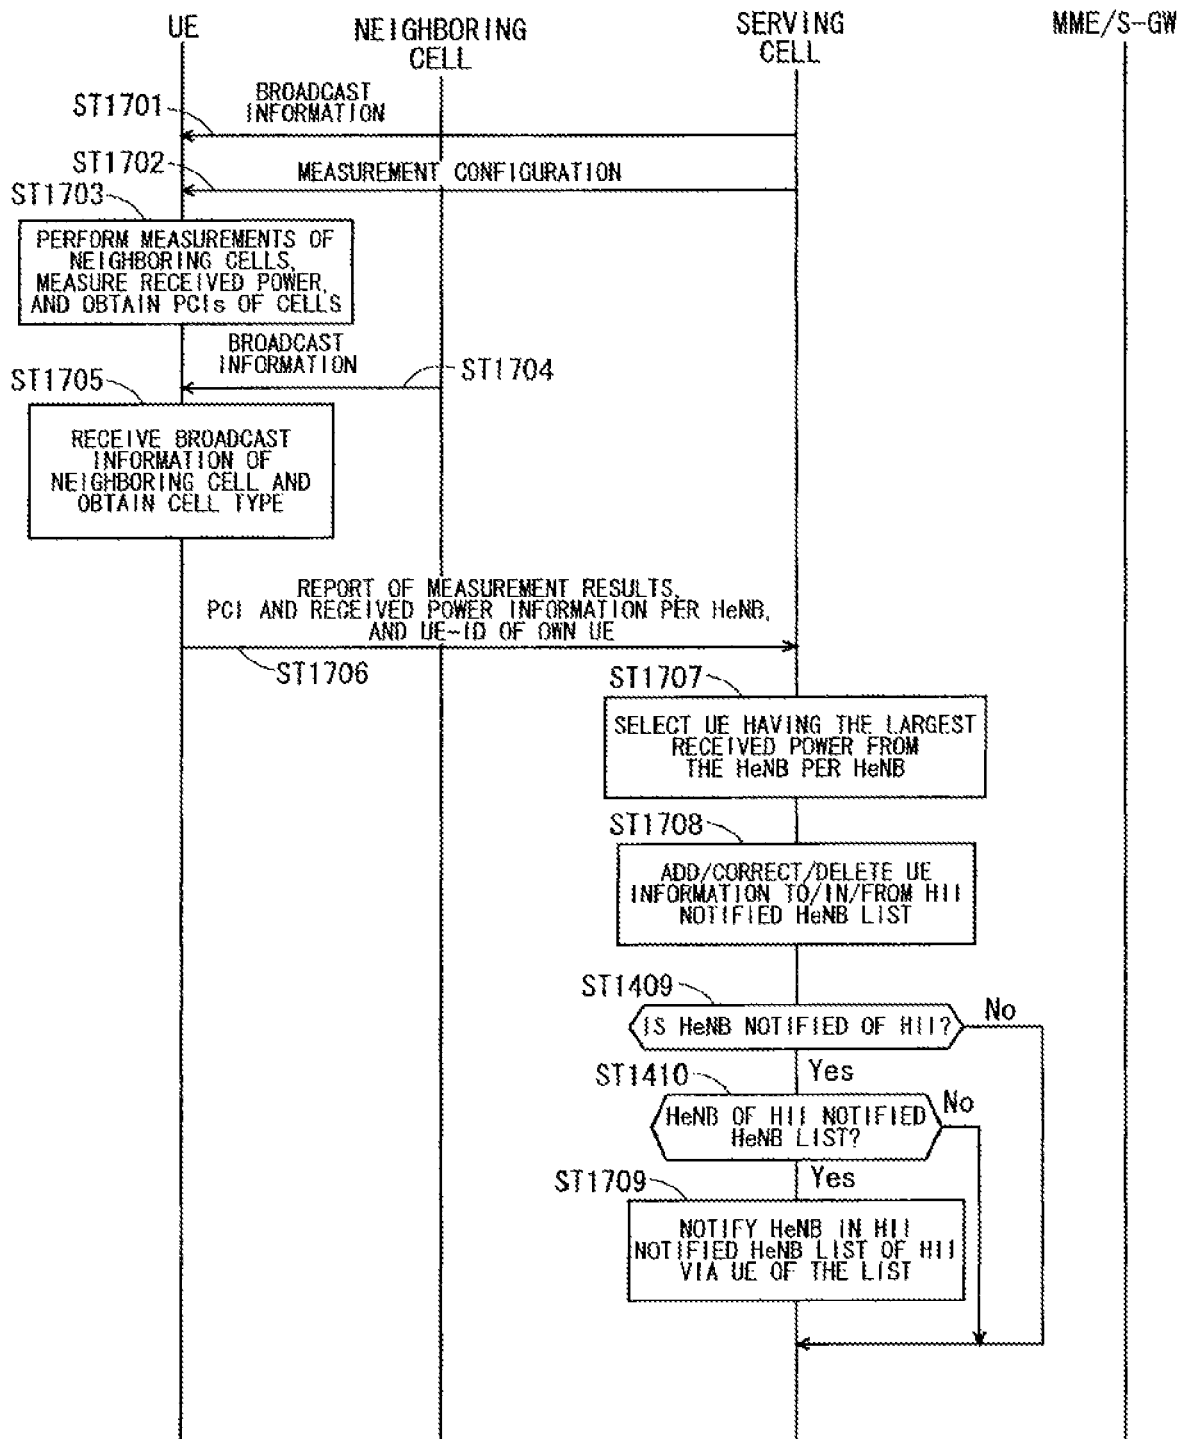 UE
NEIGHBORING
CELL
SERVING
CELL
MME/S-GW
BROADCAST
INFORMATION
ST1701
ST1702
MEASUREMENT CONFIGURATION
ST1703
PERFORM MEASUREMENTS OF
NEIGHBORING CELLS,
MEASURE RECEIVED POWER,
AND OBTAIN PCIs OF CELLS
BROADCAST
INFORMATION
ST1704
ST1705
RECEIVE BROADCAST
INFORMATION OF
NEIGHBORING CELL AND
OBTAIN CELL TYPE
REPORT OF MEASUREMENT RESULTS,
PCI AND RECEIVED POWER INFORMATION PER HeNB,
AND UE-ID OF OWN UE
ST1706
ST1707
SELECT UE HAVING THE LARGEST
RECEIVED POWER FROM
THE HeNB PER HeNB
ST1708
ADD/CORRECT/DELETE UE
INFORMATION TO/IN/FROM HII
NOTIFIED HeNB LIST
ST1409
IS HeNB NOTIFIED OF HII?
No
Yes
ST1410
HeNB OF HII NOTIFIED
HeNB LIST?
No
Yes
ST1709
NOTIFY HeNB IN HII
NOTIFIED HeNB LIST OF HII
VIA UE OF THE LIST